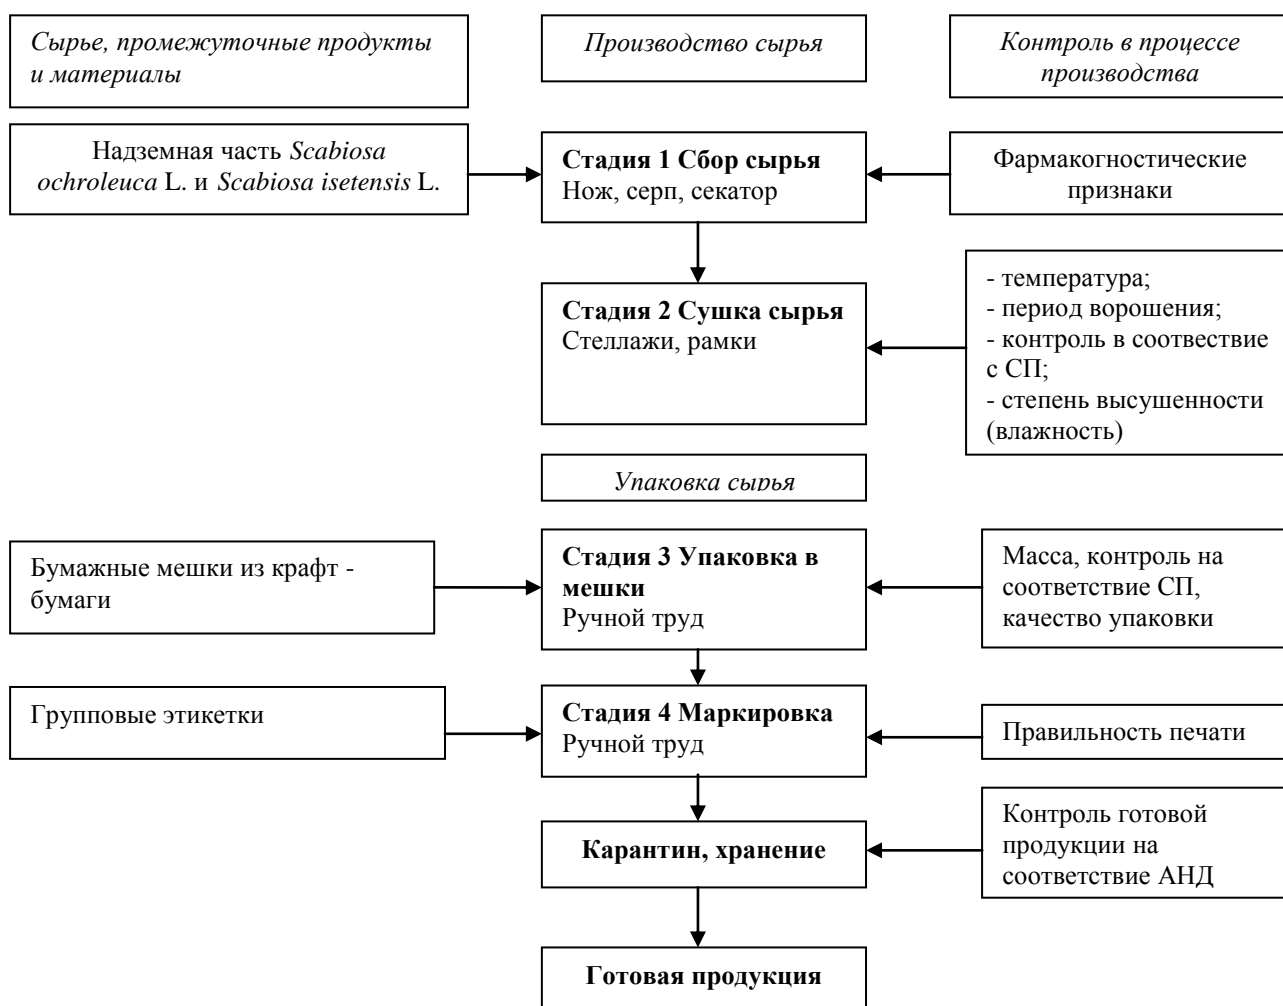 Сырье, промежуточные продукты
и материалы
Производство сырья
Контроль в процессе
производства
Надземная часть Scabiosa
ochroleuca L. и Scabiosa isetensis L.
Стадия 1 Сбор сырья
Нож, серп, секатор
Фармакогностические
признаки
Стадия 2 Сушка сырья
Стеллажи, рамки
- температура;
- период ворошения;
- контроль в соотвествие
с СП;
- степень высушенности
(влажность)
Упаковка сырья
Бумажные мешки из крафт -
бумаги
Стадия 3 Упаковка в
мешки
Ручной труд
Масса, контроль на
соответствие СП,
качество упаковки
Групповые этикетки
Стадия 4 Маркировка
Ручной труд
Правильность печати
Карантин, хранение
Контроль готовой
продукции на
соответствие АНД
Готовая продукция